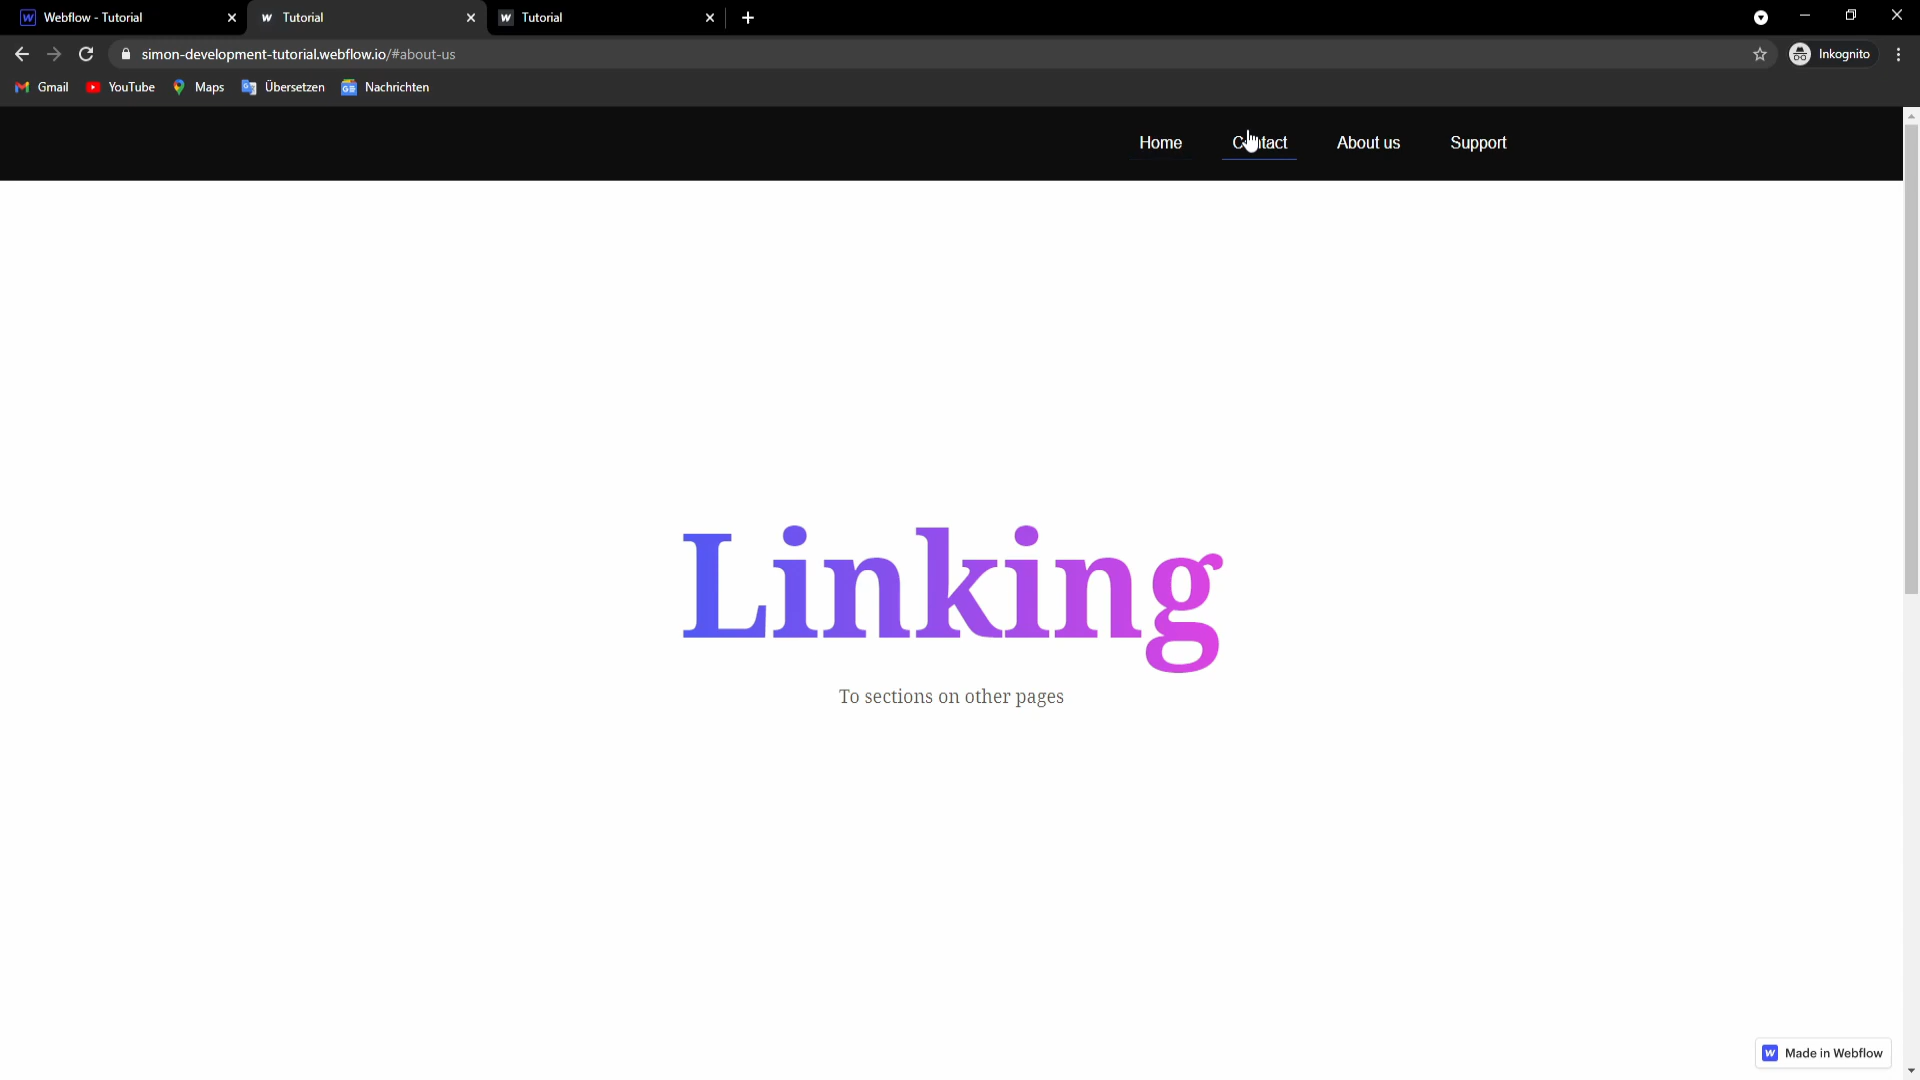 Webflow - Tutorial
Tutorial
Tutorial
simon-development-tutorial.webflow.io/#about-us
Inkognito
Gmail
YouTube
Maps
Übersetzen
Nachrichten
Home
Contact
About us
Support
Linking
To sections on other pages
Made in Webflow